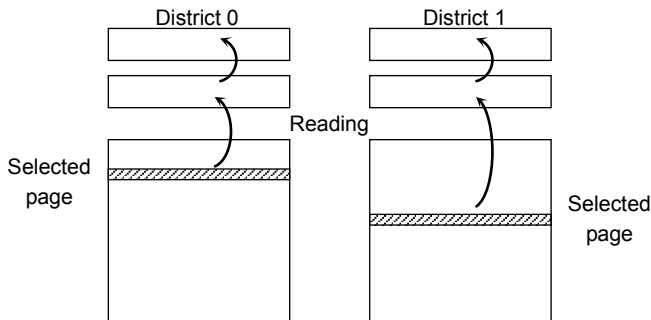 District 0
District 1
Reading
Selected
page
Selected
page